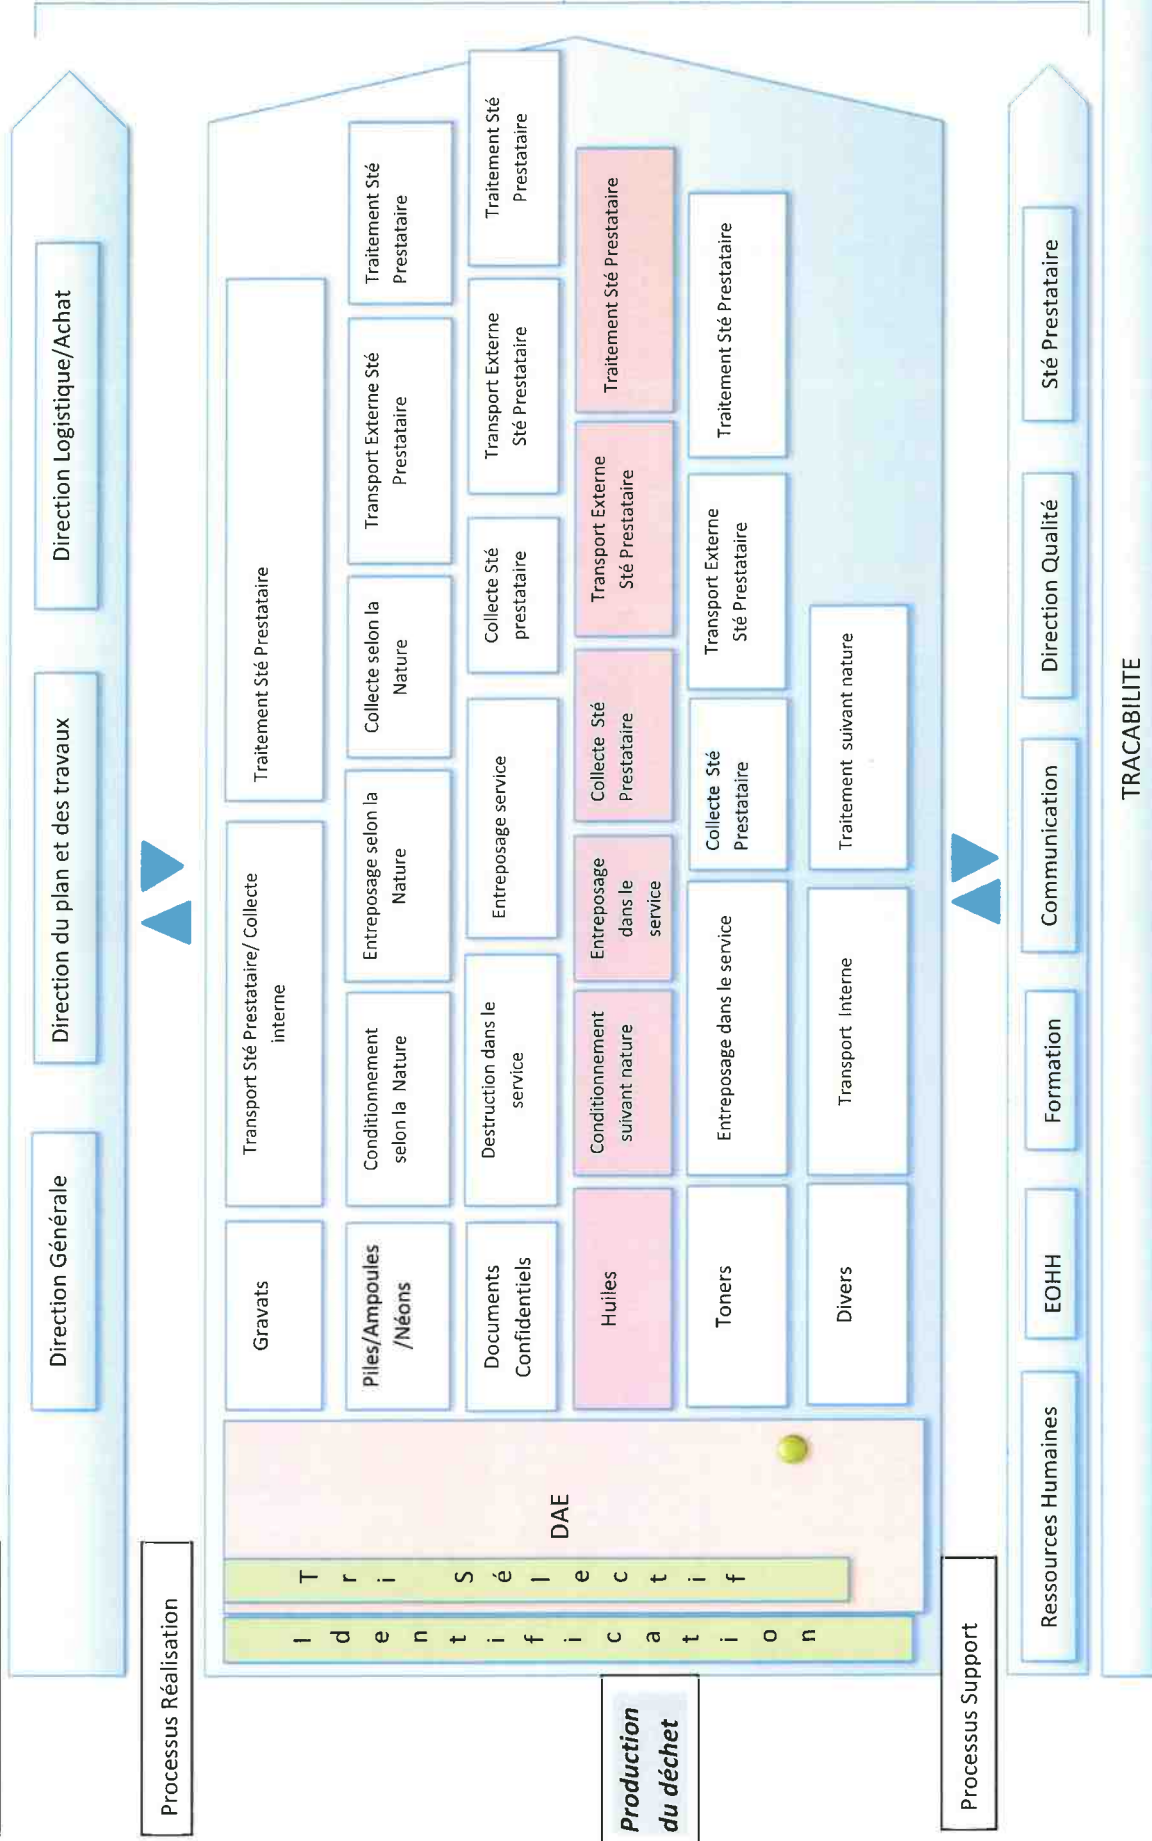 Direction Générale
Direction du plan et des travaux
Direction Logistique/Achat
Processus Réalisation
Production
du déchet
Identification
Tri Sélectif
DAE
Gravats
Transport Sté Prestataire/ Collecte
interne
Traitement Sté Prestataire
Piles/Ampoules
/Néons
Conditionnement
selon la Nature
Entreposage selon la
Nature
Collecte selon la
Nature
Transport Externe Sté
Prestataire
Traitement Sté
Prestataire
Documents
Confidentiels
Destruction dans le
service
Entreposage service
Collecte Sté
prestataire
Transport Externe
Sté Prestataire
Traitement Sté
Prestataire
Huiles
Conditionnement
suivant nature
Entreposage
dans le
service
Collecte Sté
Prestataire
Transport Externe
Sté Prestataire
Traitement Sté Prestataire
Toners
Entreposage dans le service
Collecte Sté
Prestataire
Transport Externe
Sté Prestataire
Traitement Sté Prestataire
Divers
Transport Interne
Traitement suivant nature
Processus Support
Ressources Humaines
EOHH
Formation
Communication
Direction Qualité
Sté Prestataire
TRACABILITE